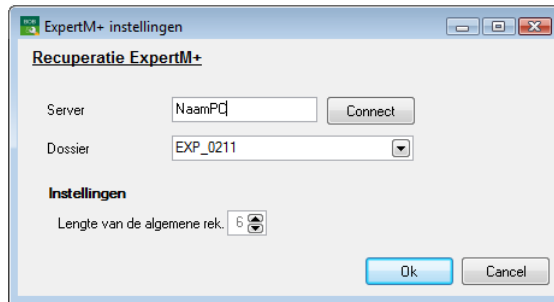 ExpertM+ instellingen
Recuperatie ExpertM+
Server NaamPC Connect
Dossier EXP_0211
Instellingen
Lengte van de algemene rek. 6
Ok Cancel